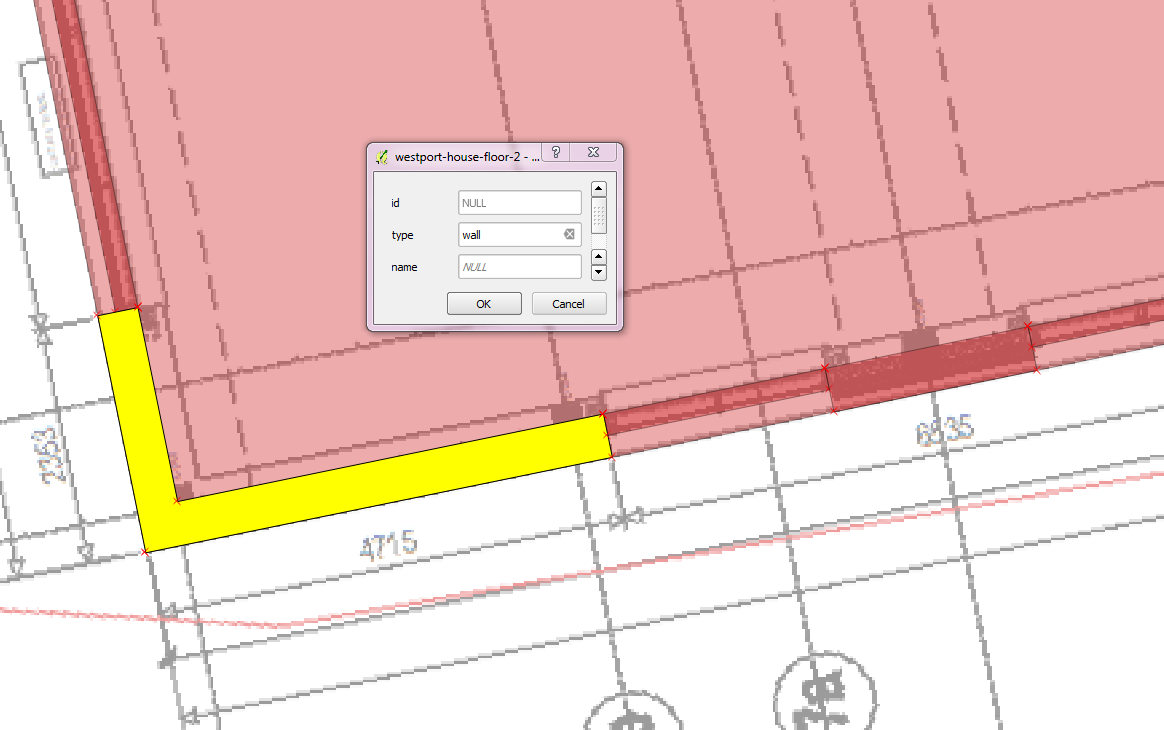 westport-house-floor-2 - ...
?
id NULL
type wall
name NULL
OK Cancel
6835
4715